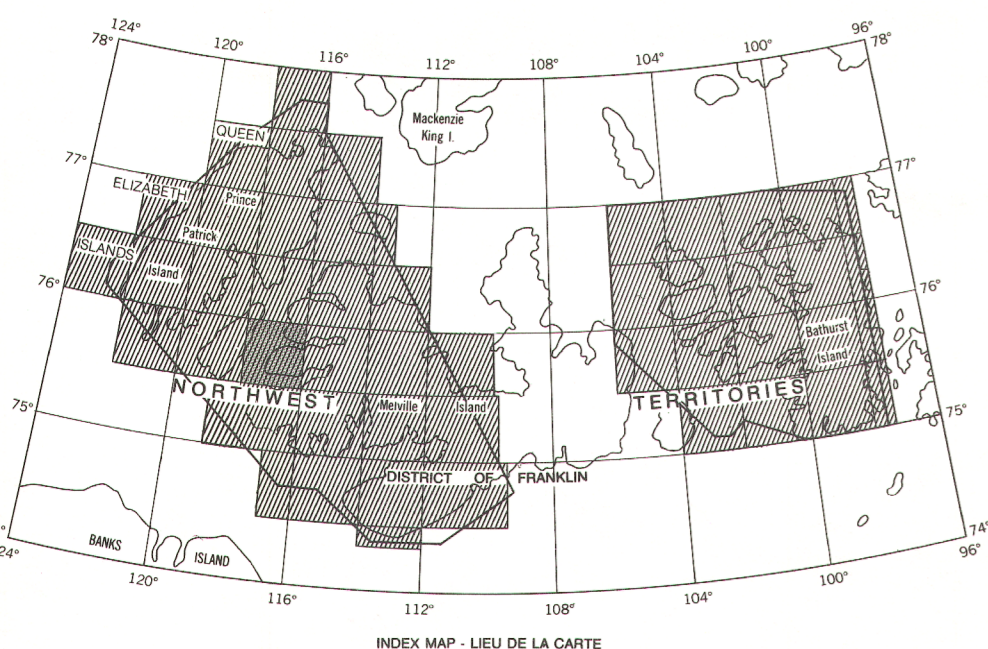 124°
78°
120°
116°
112°
108°
104°
100°
96°
78°
Mackenzie
King I.
QUEEN
77°
77°
ELIZABETH
Prince
Patrick
ISLANDS
Island
76°
76°
Bathurst
Island
NORTHWEST
TERRITORIES
Melville
Island
75°
75°
DISTRICT OF FRANKLIN
BANKS
ISLAND
74°
96°
24°
120°
116°
112°
108°
104°
100°
INDEX MAP - LIEU DE LA CARTE